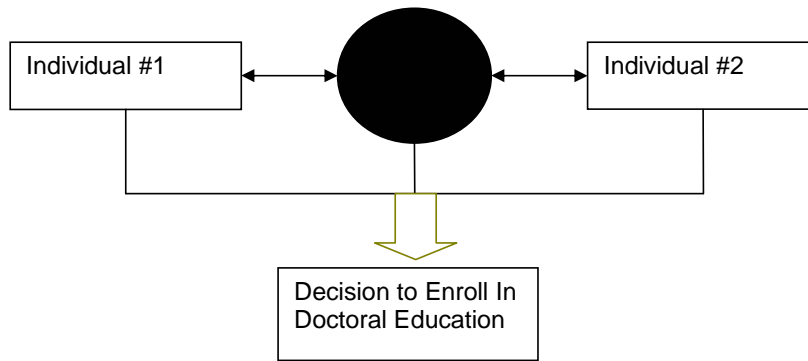 Individual #1
Individual #2
Decision to Enroll In
Doctoral Education